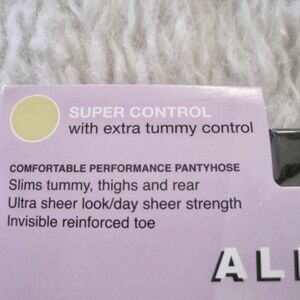 SUPER CONTROL
with extra tummy control
COMFORTABLE PERFORMANCE PANTYHOSE
Slims tummy, thighs and rear
Ultra sheer look/day sheer strength
Invisible reinforced toe